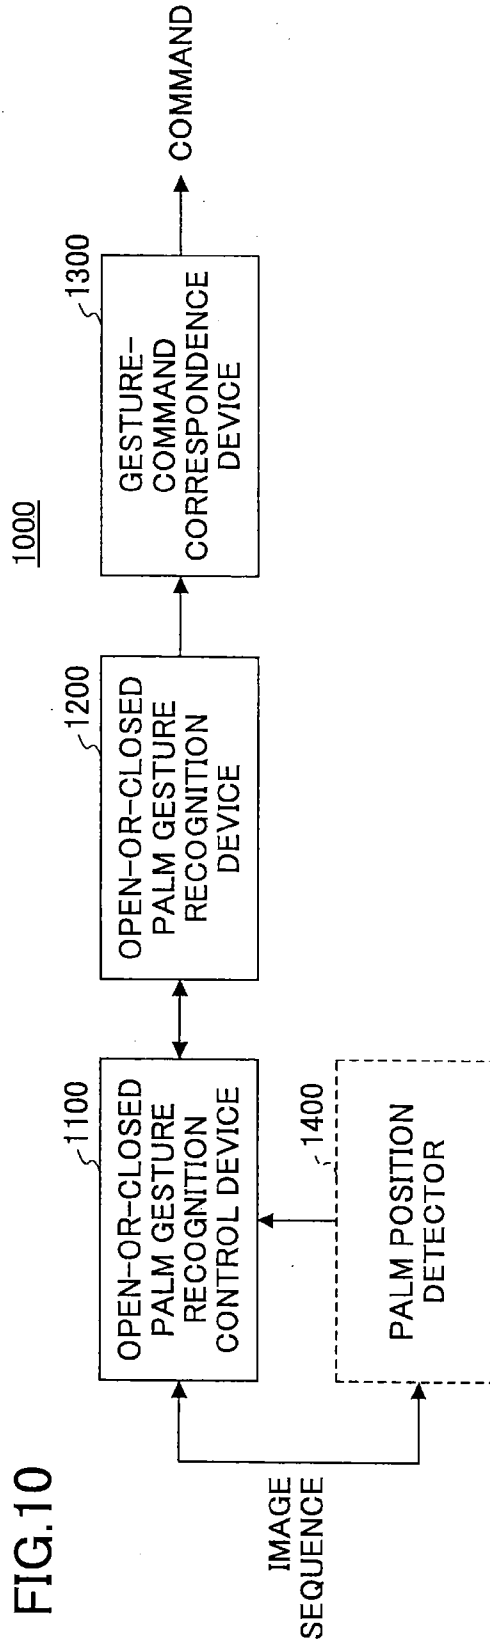 FIG.10
1000
IMAGE
SEQUENCE
1100
OPEN-OR-CLOSED
PALM GESTURE
RECOGNITION
CONTROL DEVICE
1200
OPEN-OR-CLOSED
PALM GESTURE
RECOGNITION
DEVICE
1300
GESTURE-
COMMAND
CORRESPONDENCE
DEVICE
COMMAND
1400
PALM POSITION
DETECTOR